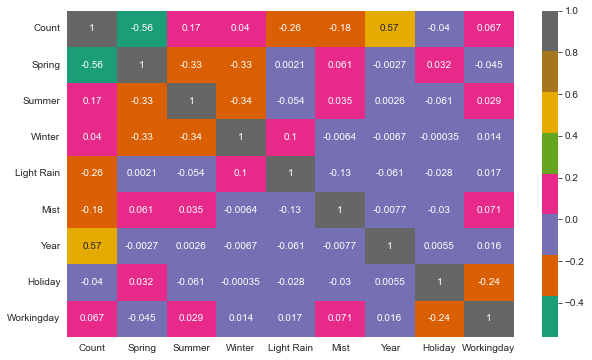 Count 1 -0.56 0.17 0.04 -0.26 -0.18 0.57 -0.04 0.067
Spring -0.56 1 -0.33 -0.33 0.0021 0.061 -0.0027 0.032 -0.045
Summer 0.17 -0.33 1 -0.34 -0.054 0.035 0.0026 -0.061 0.029
Winter 0.04 -0.33 -0.34 1 0.1 -0.0064 -0.0067 -0.00035 0.014
Light Rain -0.26 0.0021 -0.054 0.1 1 -0.13 -0.061 -0.028 0.017
Mist -0.18 0.061 0.035 -0.0064 -0.13 1 -0.0077 -0.03 0.071
Year 0.57 -0.0027 0.0026 -0.0067 -0.061 -0.0077 1 0.0055 0.016
Holiday -0.04 0.032 -0.061 -0.00035 -0.028 -0.03 0.0055 1 -0.24
Workingday 0.067 -0.045 0.029 0.014 0.017 0.071 0.016 -0.24 1
Count Spring Summer Winter Light Rain Mist Year Holiday Workingday
1.0
0.8
0.6
0.4
0.2
0.0
−0.2
−0.4